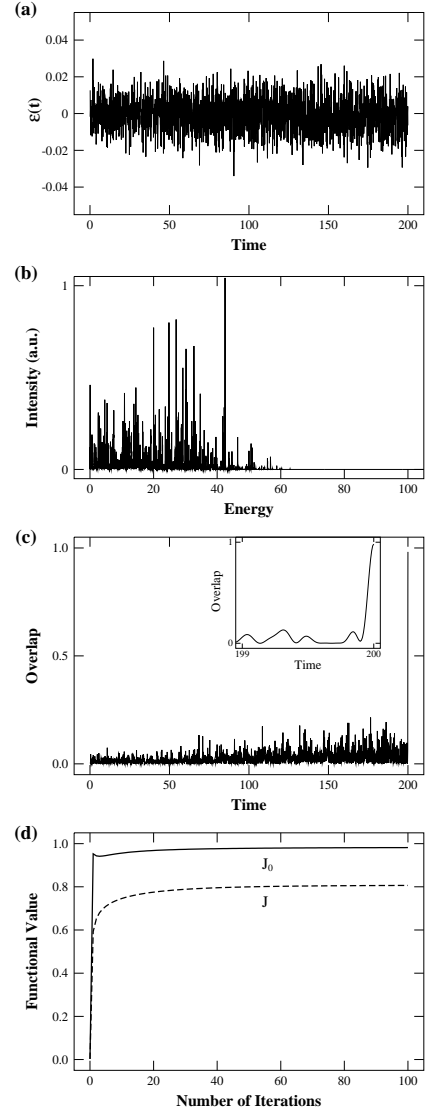 (a)
0.04
0.02
0
-0.02
-0.04
ε(t)
0 50 100 150 200
Time
(b)
1
0
Intensity (a.u.)
0 20 40 60 80 100
Energy
(c)
1.0
0.5
0.0
Overlap
1
0
Overlap
199 200
Time
0 50 100 150 200
Time
(d)
1.0
0.8
0.6
0.4
0.2
0.0
Functional Value
J0
J
0 20 40 60 80 100
Number of Iterations